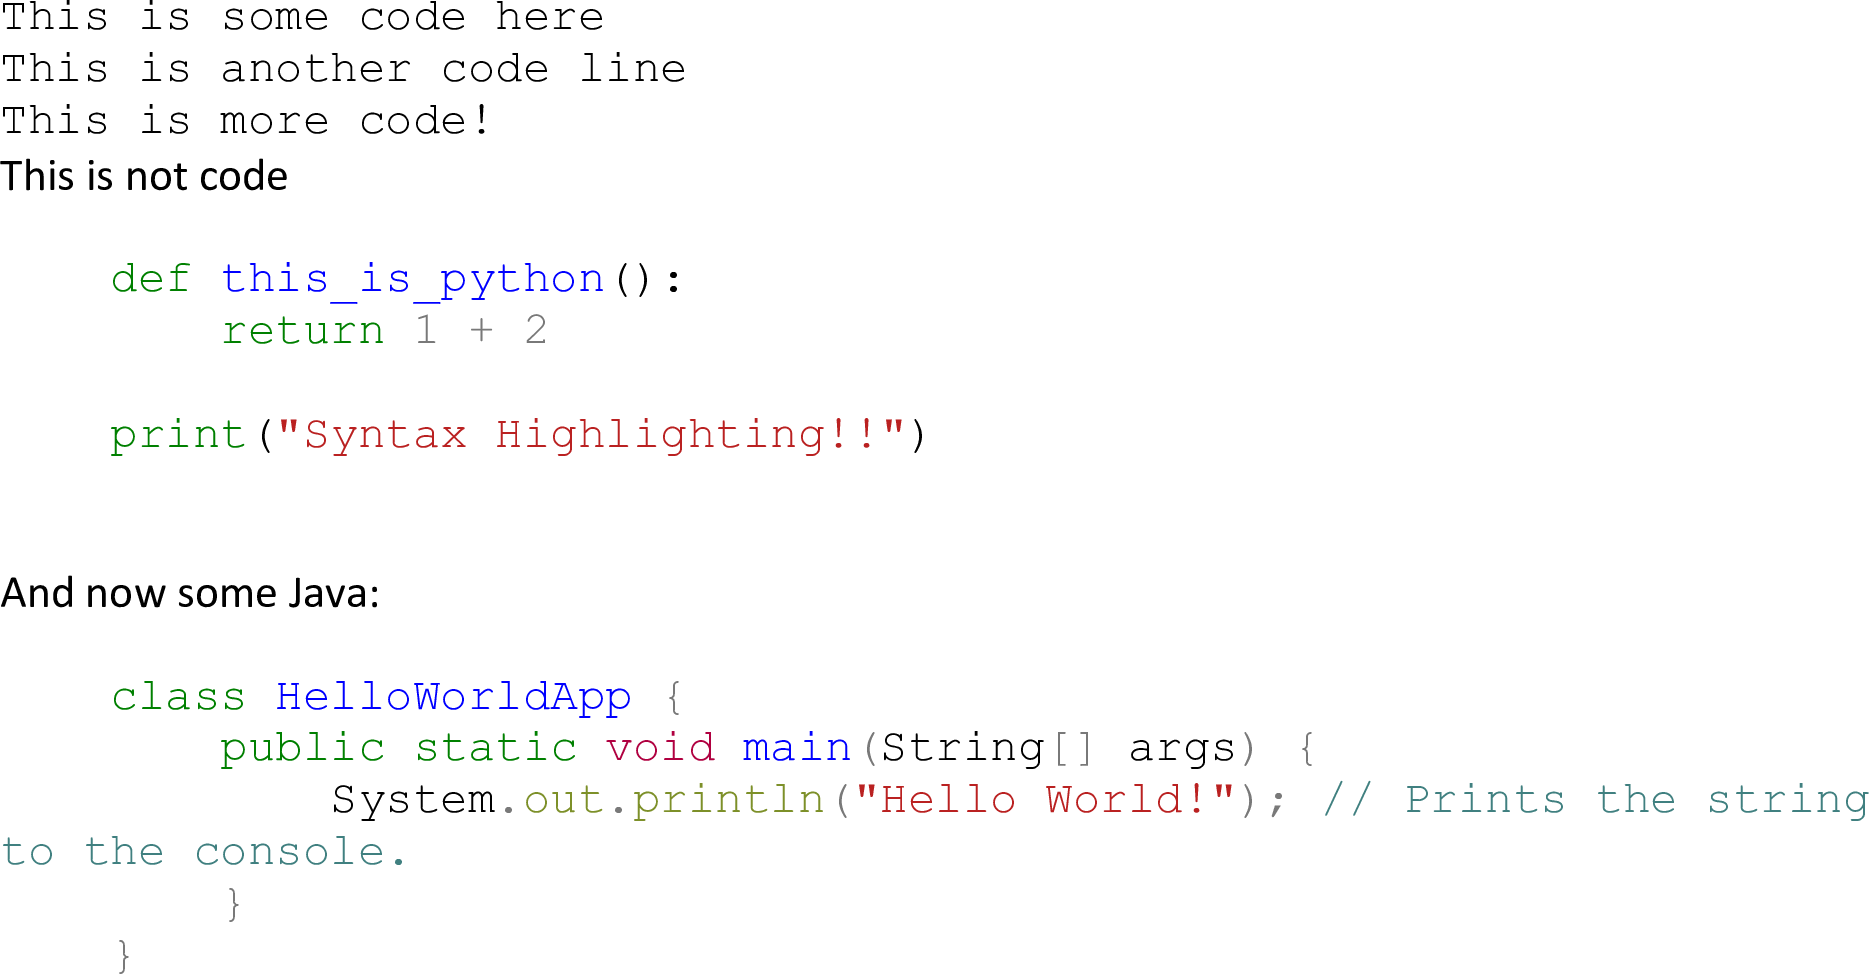 This is some code here
This is another code line
This is more code!
This is not code
def this_is_python():
return 1 + 2
print("Syntax Highlighting!!")
And now some Java:
class HelloWorldApp {
public static void main(String[] args) {
System.out.println("Hello World!"); // Prints the string
to the console.
}
}